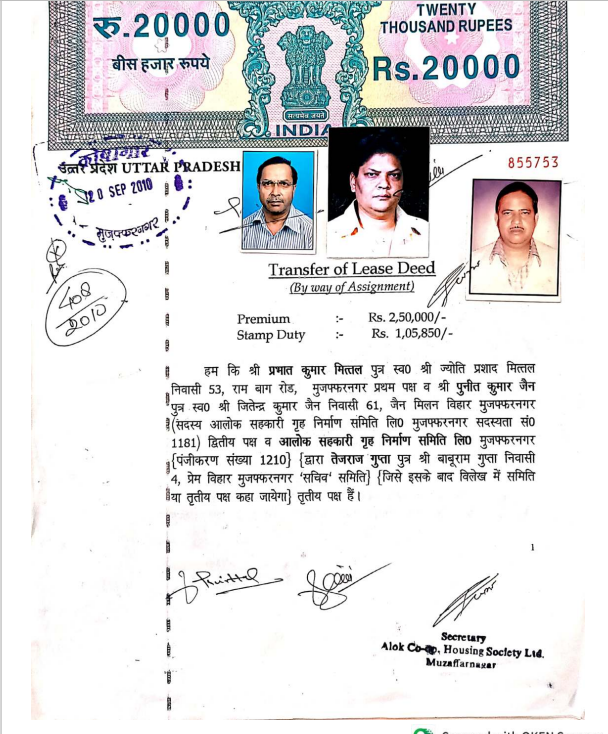 रु.20000
बीस हजार रुपये
TWENTY
THOUSAND RUPEES
Rs.20000
सत्यमेव जयते
INDIA
उत्तर प्रदेश UTTAR PRADESH
855753
कोषागार
20 SEP 2010
मुजफ्फरनगर
408
2010
Transfer of Lease Deed
(By way of Assignment)
Premium :- Rs. 2,50,000/-
Stamp Duty :- Rs. 1,05,850/-
हम कि श्री प्रभात कुमार मित्तल पुत्र स्व0 श्री ज्योति प्रशाद मित्तल
निवासी 53, राम बाग रोड, मुजफ्फरनगर प्रथम पक्ष व श्री पुनीत कुमार जैन
पुत्र स्व0 श्री जितेन्द्र कुमार जैन निवासी 61, जैन मिलन विहार मुजफ्फरनगर
(सदस्य आलोक सहकारी गृह निर्माण समिति लि0 मुजफ्फरनगर सदस्यता सं0
1181) द्वितीय पक्ष व आलोक सहकारी गृह निर्माण समिति लि0 मुजफ्फरनगर
{पंजीकरण संख्या 1210} {द्वारा तेजराज गुप्ता पुत्र श्री बाबूराम गुप्ता निवासी
4, प्रेम विहार मुजफ्फरनगर 'सचिव' समिति} {जिसे इसके बाद विलेख में समिति
या तृतीय पक्ष कहा जायेगा} तृतीय पक्ष हैं।
1
Secretary
Alok Co-op, Housing Society Ltd.
Muzaffarnagar